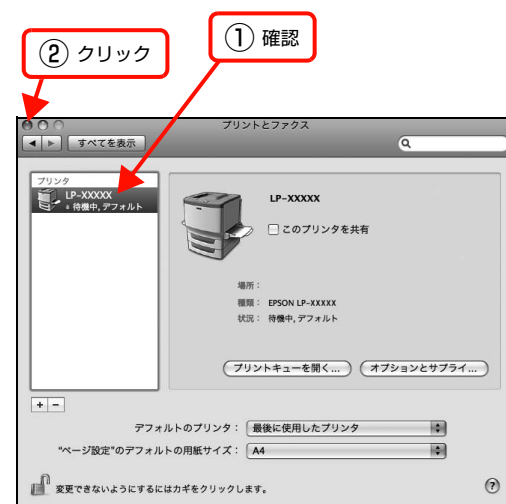 ① 確認
② クリック
プリントとファクス
すべてを表示
プリンタ
LP-XXXXX
待機中, デフォルト
LP-XXXXX
このプリンタを共有
場所：
種類： EPSON LP-XXXXX
状況： 待機中, デフォルト
プリントキューを開く... オプションとサプライ...
+ −
デフォルトのプリンタ： 最後に使用したプリンタ
"ページ設定"のデフォルトの用紙サイズ： A4
変更できないようにするにはカギをクリックします。 ?